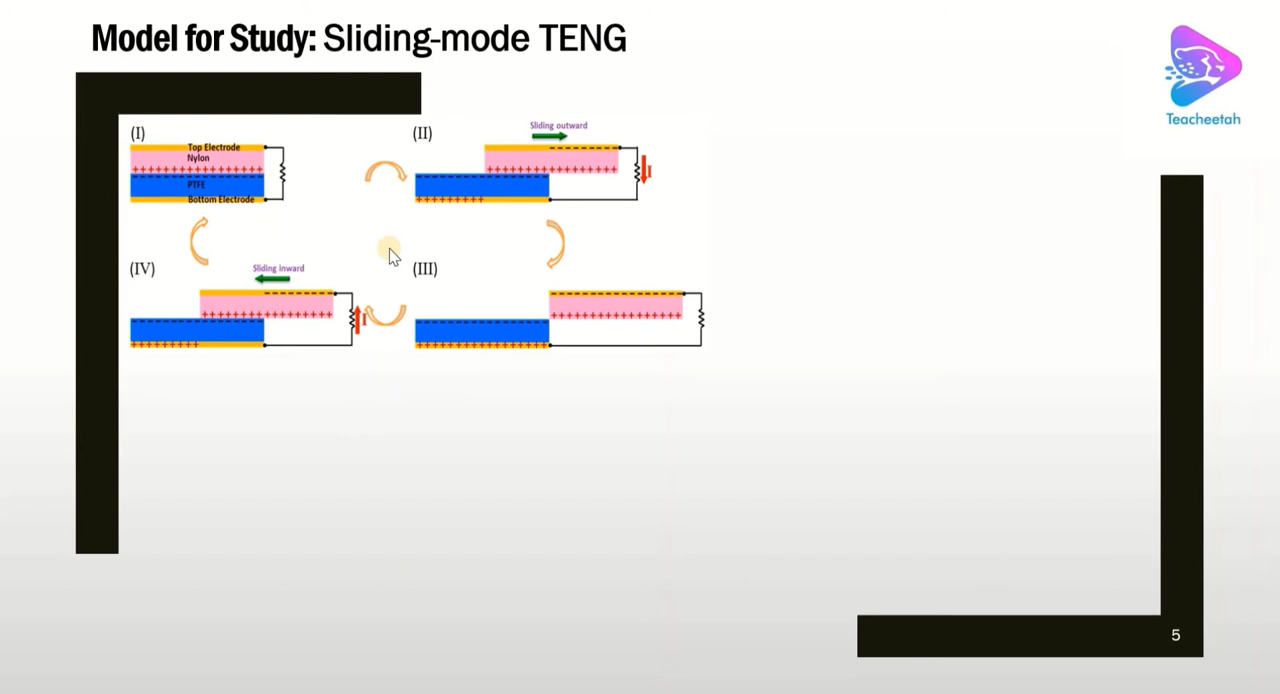 Model for Study: Sliding-mode TENG
Teacheetah
(I)
Top Electrode
Nylon
+++++++++++++++++
PTFE
Bottom Electrode
(II)
Sliding outward
+++++++++++++++++
I
+++++++++
(IV)
Sliding inward
+++++++++++++++++
I
+++++++++
(III)
+++++++++++++++++
+++++++++++++++++
5